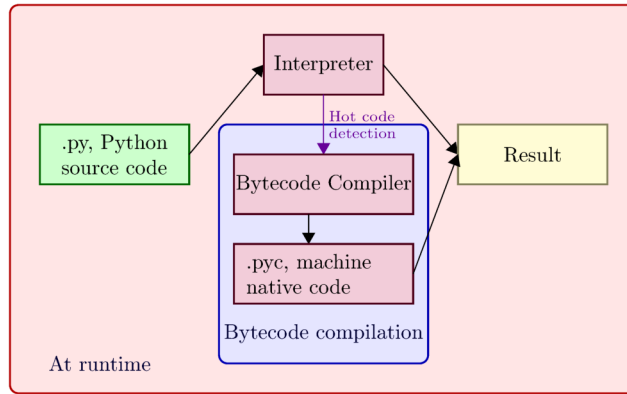 Interpreter
Hot code
detection
.py, Python
source code
Result
Bytecode Compiler
.pyc, machine
native code
Bytecode compilation
At runtime